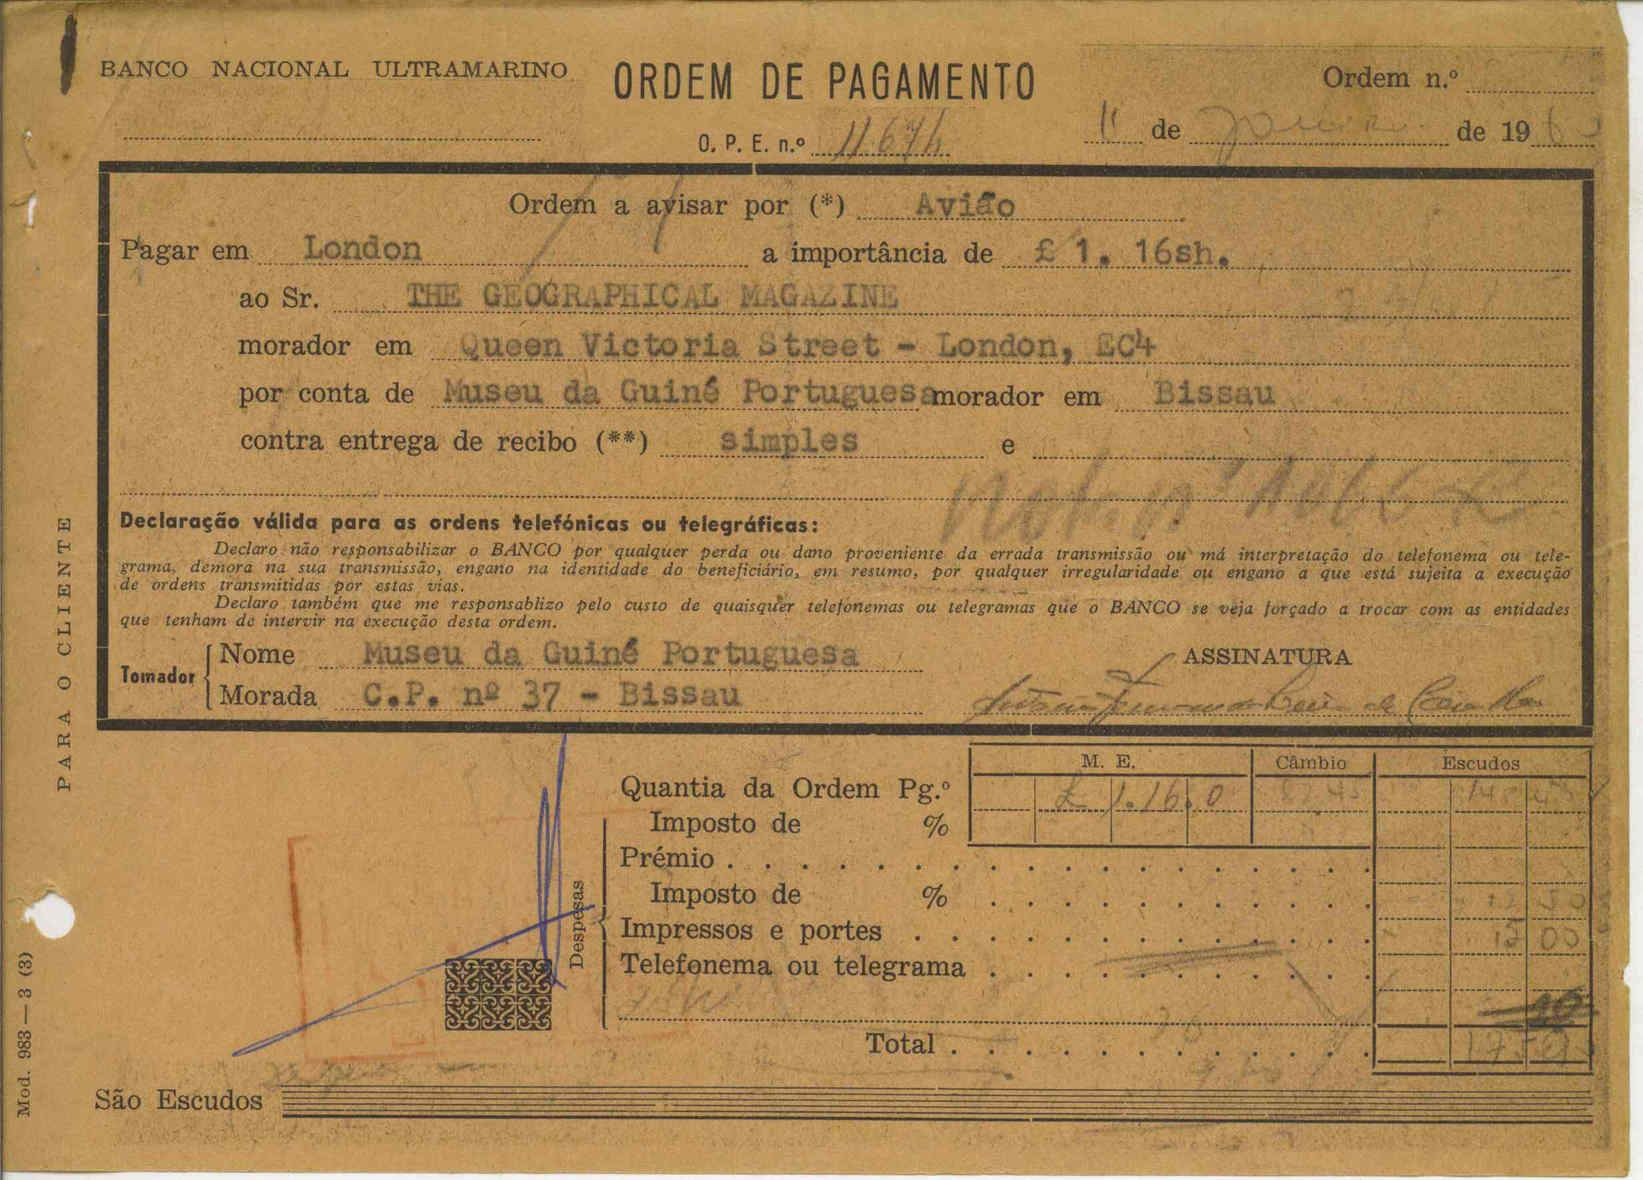 BANCO NACIONAL ULTRAMARINO
ORDEM DE PAGAMENTO
Ordem n.º
O. P. E. n.º 11674
11 de de 196
Ordem a avisar por (*) Avião
Pagar em London a importância de £ 1. 16sh.
ao Sr. THE GEOGRAPHICAL MAGAZINE
morador em Queen Victoria Street - London, EC4
por conta de Museu da Guiné Portuguesa morador em Bissau
contra entrega de recibo (**) simples e
Declaração válida para as ordens telefónicas ou telegráficas:
Declaro não responsabilizar o BANCO por qualquer perda ou dano proveniente da errada transmissão ou má interpretação do telefonema ou tele-
grama, demora na sua transmissão, engano na identidade do beneficiário, em resumo, por qualquer irregularidade ou engano a que está sujeita a execução
de ordens transmitidas por estas vias.
Declaro também que me responsablizo pelo custo de quaisquer telefonemas ou telegramas que o BANCO se veja forçado a trocar com as entidades
que tenham de intervir na execução desta ordem.
Tomador
Nome Museu da Guiné Portuguesa
Morada C.P. nº 37 - Bissau
ASSINATURA
M. E. Câmbio Escudos
Quantia da Ordem Pg.º £ 1.16.0
Imposto de %
Despesas
Prémio
Imposto de %
Impressos e portes
Telefonema ou telegrama
Total
São Escudos
PARA O CLIENTE
Mod. 983 — 3 (3)